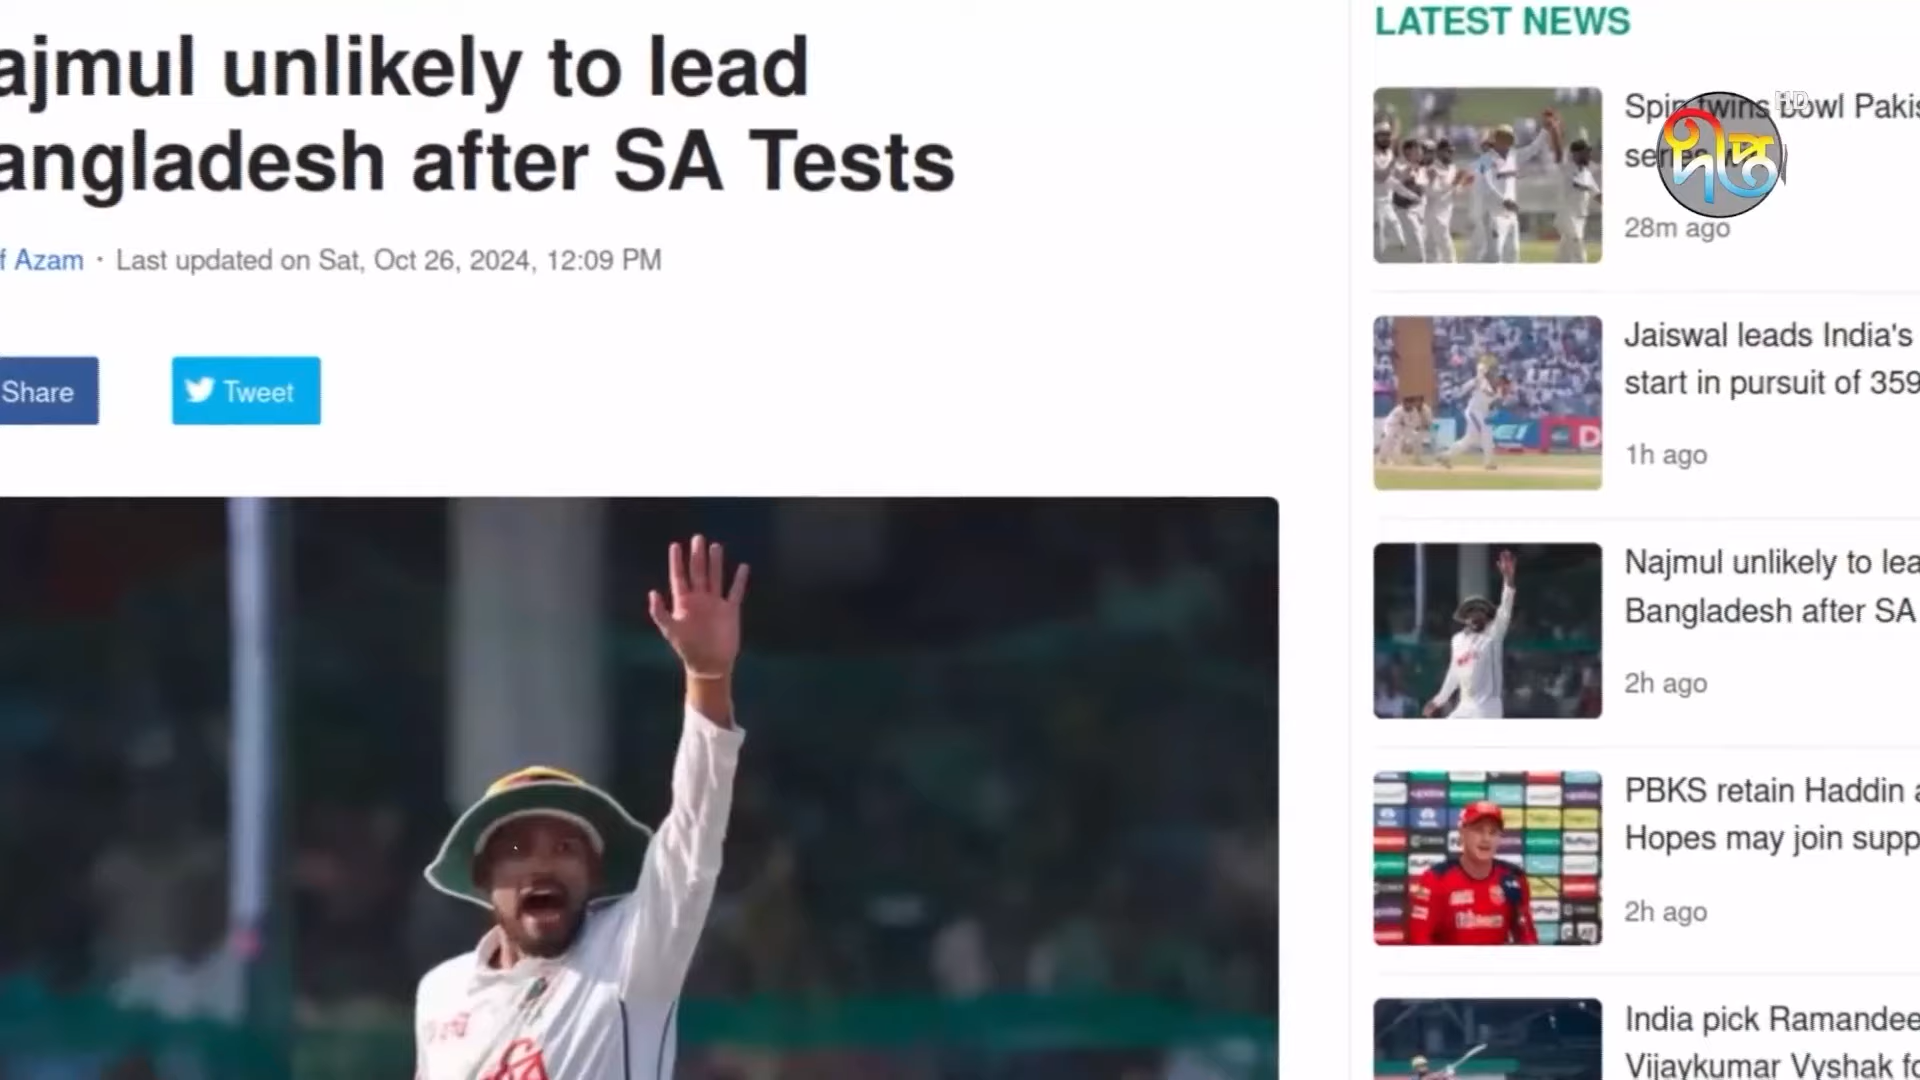 ajmul unlikely to lead
angladesh after SA Tests
f Azam · Last updated on Sat, Oct 26, 2024, 12:09 PM
Share
Tweet
LATEST NEWS
Spin twins bowl Pakis
series
28m ago
Jaiswal leads India's
start in pursuit of 359
1h ago
Najmul unlikely to lea
Bangladesh after SA
2h ago
PBKS retain Haddin a
Hopes may join supp
2h ago
India pick Ramandee
Vijaykumar Vyshak fo
HD
দীপ্ত